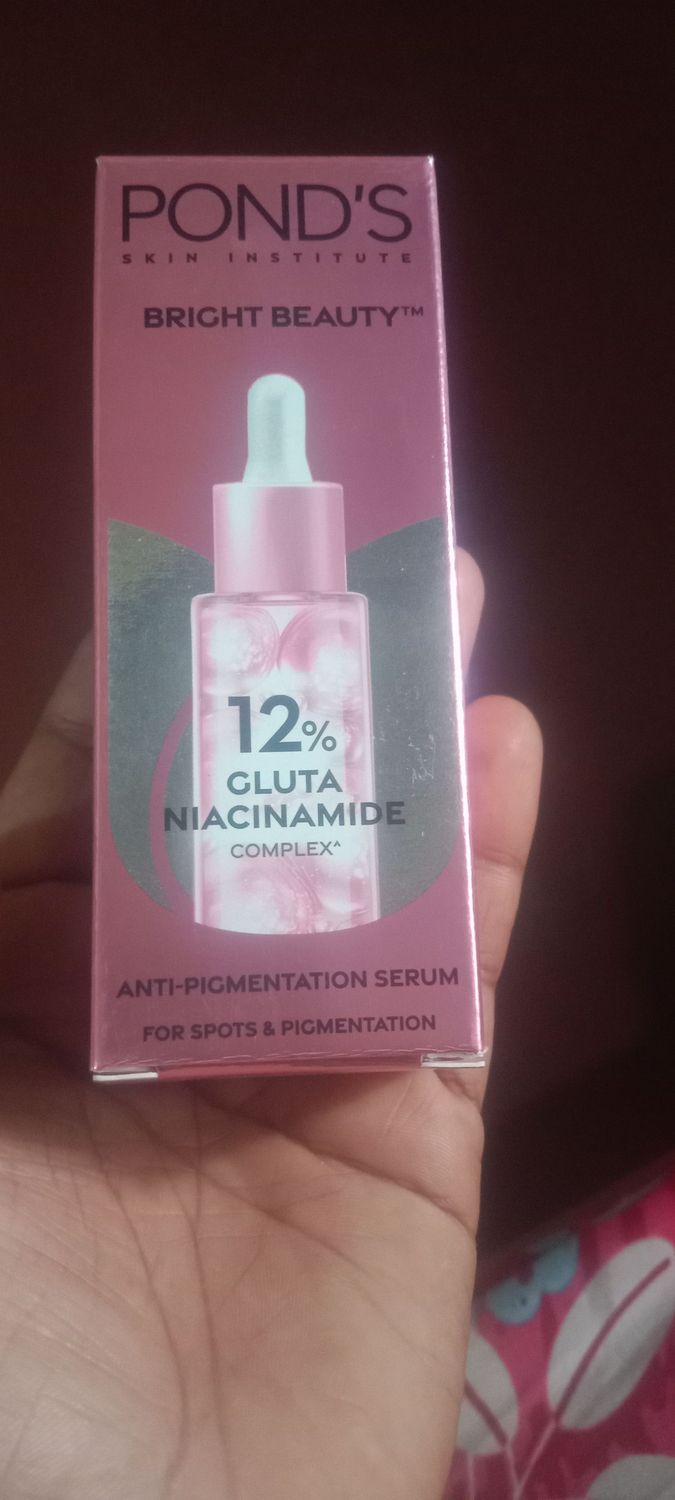 POND'S
SKIN INSTITUTE
BRIGHT BEAUTY™
12%
GLUTA
NIACINAMIDE
COMPLEX^
ANTI-PIGMENTATION SERUM
FOR SPOTS & PIGMENTATION